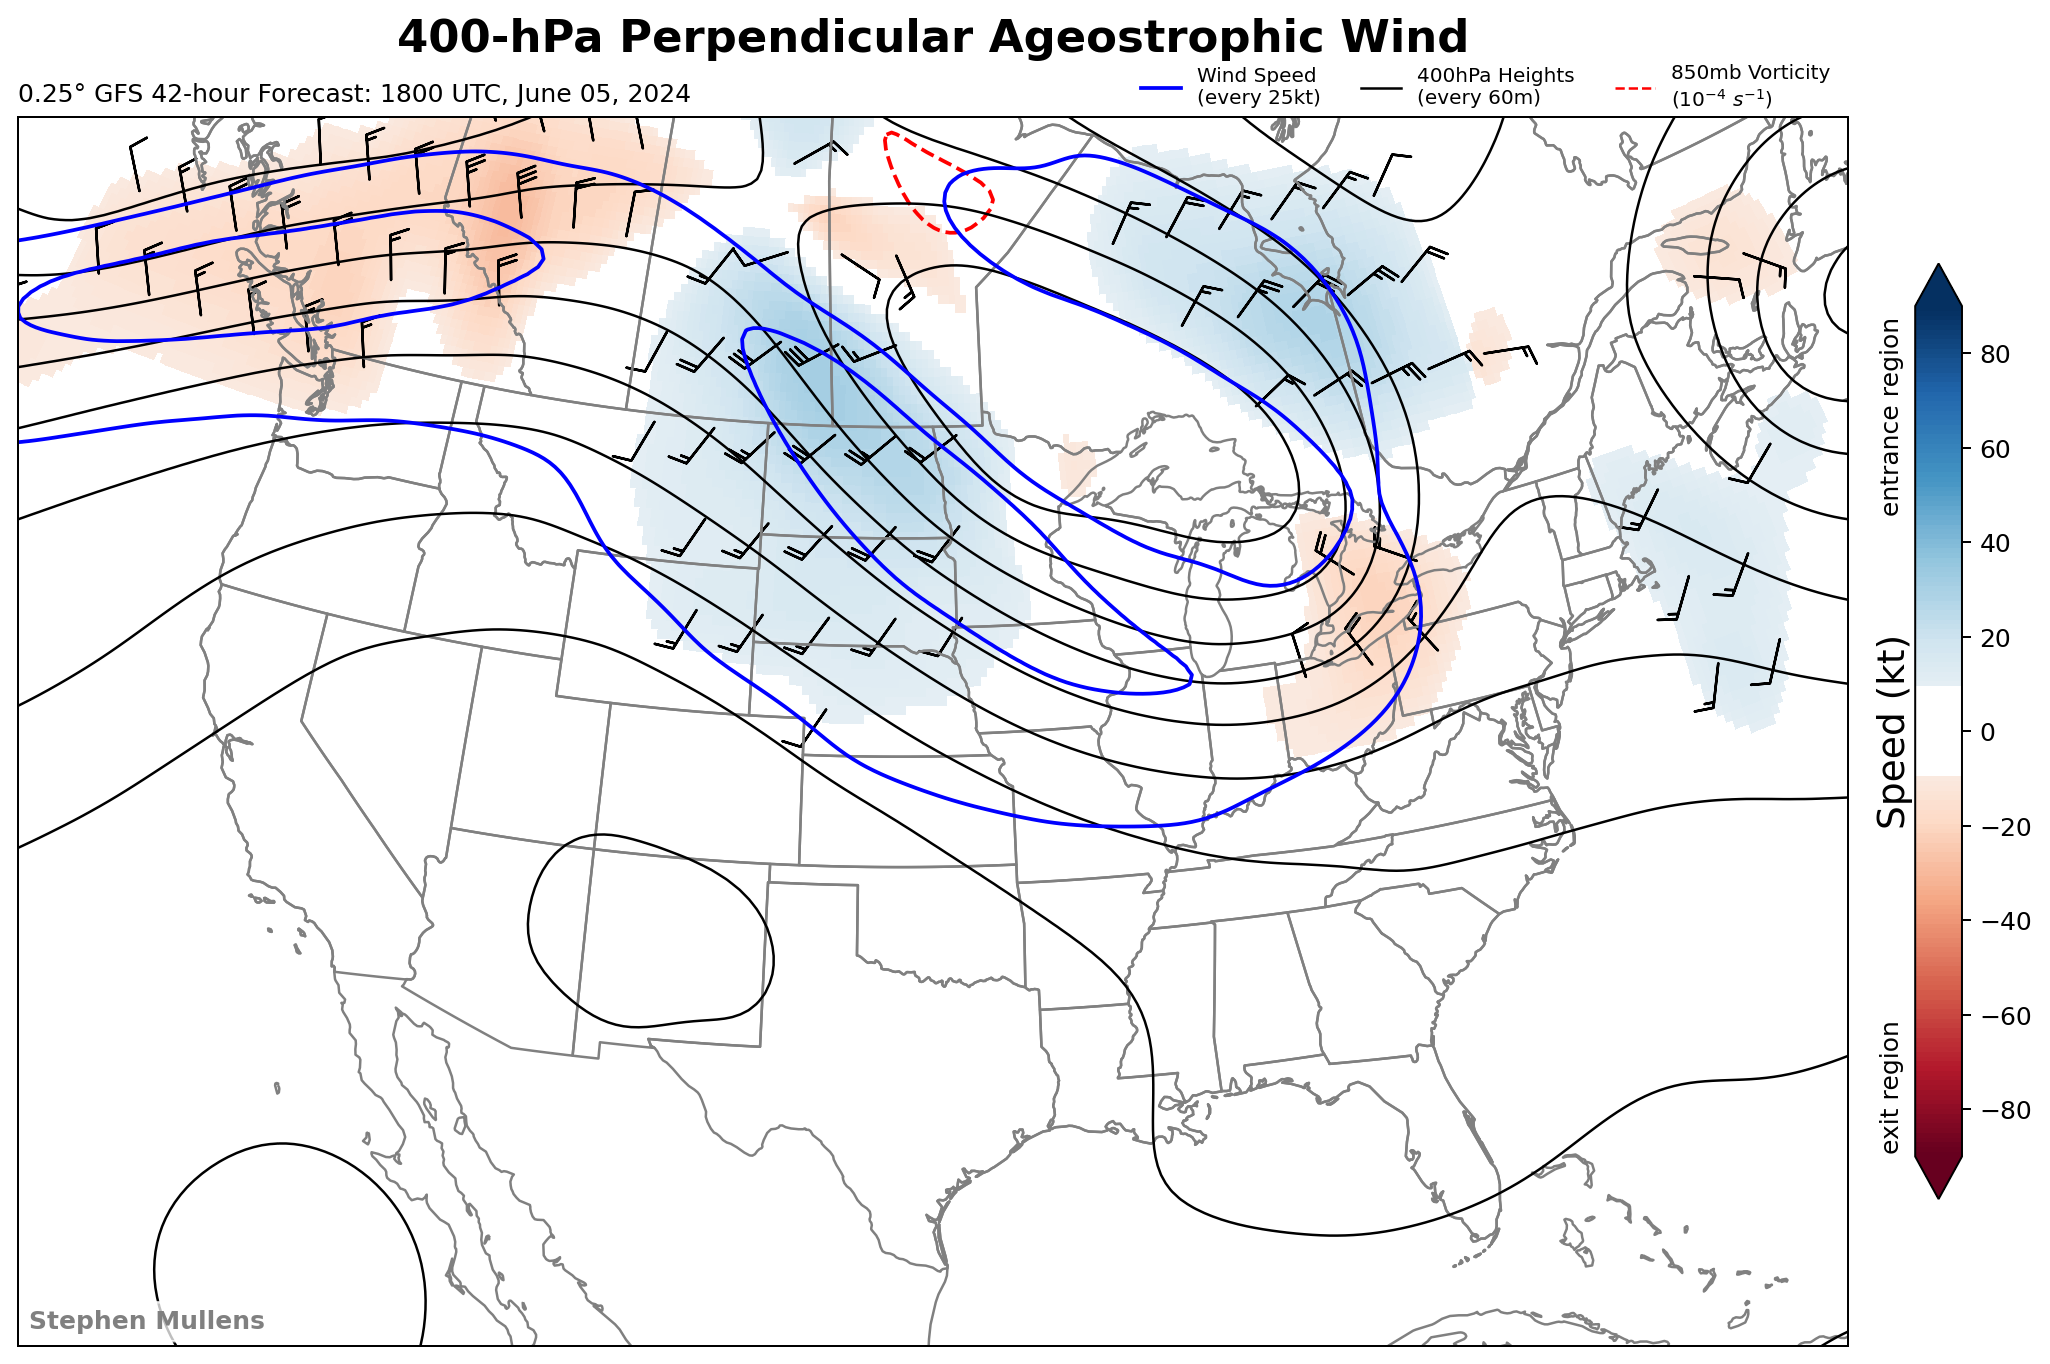 400-hPa Perpendicular Ageostrophic Wind
0.25° GFS 42-hour Forecast: 1800 UTC, June 05, 2024
Wind Speed
(every 25kt)
400hPa Heights
(every 60m)
850mb Vorticity
(10⁻⁴ s⁻¹)
entrance region
Speed (kt)
exit region
80
60
40
20
0
−20
−40
−60
−80
Stephen Mullens